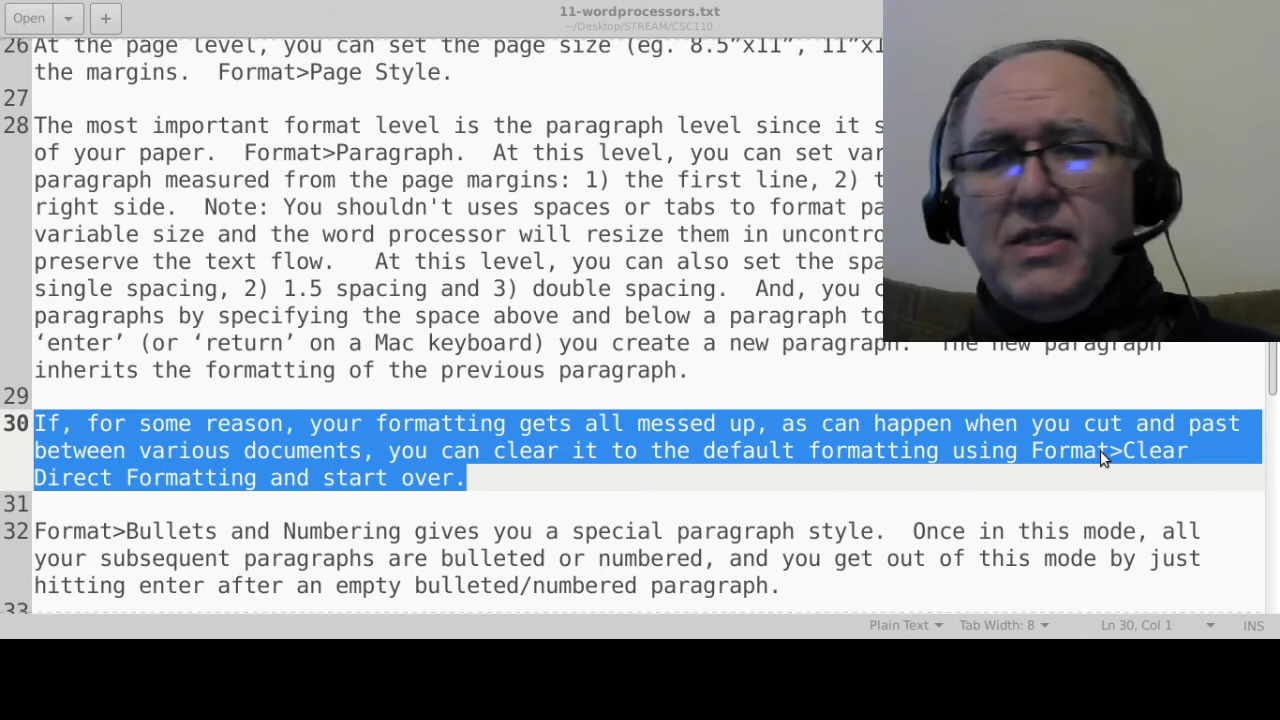 Open
11-wordprocessors.txt
~/Desktop/STREAM/CSC110
26 At the page level, you can set the page size (eg. 8.5”x11”, 11”x1
the margins.  Format>Page Style.
27
28 The most important format level is the paragraph level since it s
of your paper.  Format>Paragraph.  At this level, you can set var
paragraph measured from the page margins: 1) the first line, 2) t
right side.  Note: You shouldn't uses spaces or tabs to format pa
variable size and the word processor will resize them in uncontro
preserve the text flow.   At this level, you can also set the spa
single spacing, 2) 1.5 spacing and 3) double spacing.  And, you c
paragraphs by specifying the space above and below a paragraph to
‘enter’ (or ‘return’ on a Mac keyboard) you create a new paragraph.  The new paragraph
inherits the formatting of the previous paragraph.
29
30 If, for some reason, your formatting gets all messed up, as can happen when you cut and past
between various documents, you can clear it to the default formatting using Format>Clear
Direct Formatting and start over.
31
32 Format>Bullets and Numbering gives you a special paragraph style.  Once in this mode, all
your subsequent paragraphs are bulleted or numbered, and you get out of this mode by just
hitting enter after an empty bulleted/numbered paragraph.
33
Plain Text Tab Width: 8 Ln 30, Col 1 INS